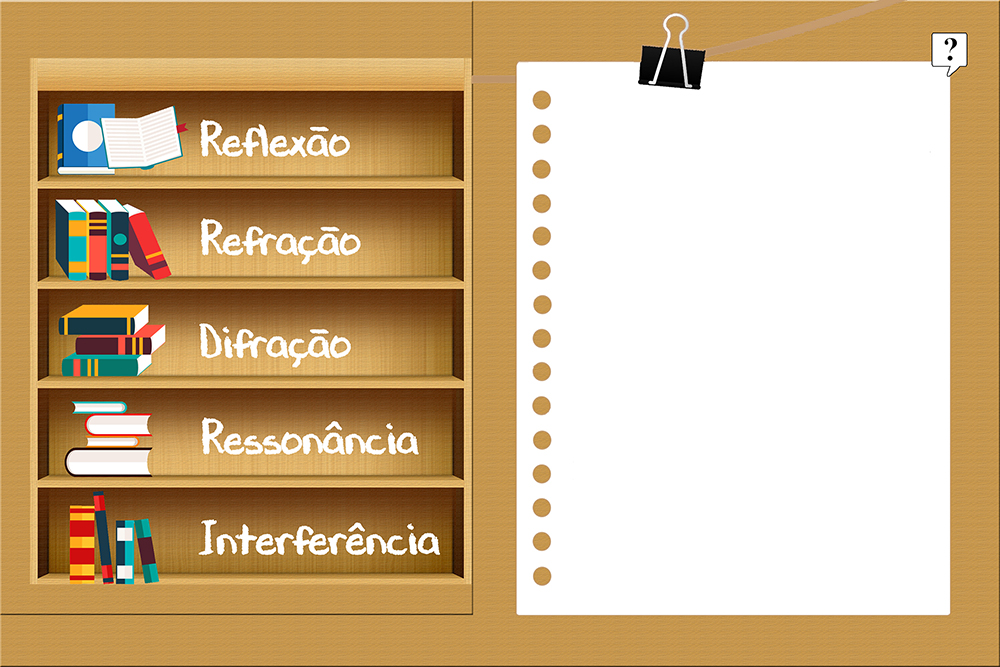 Reflexão
Refração
Difração
Ressonância
Interferência
?